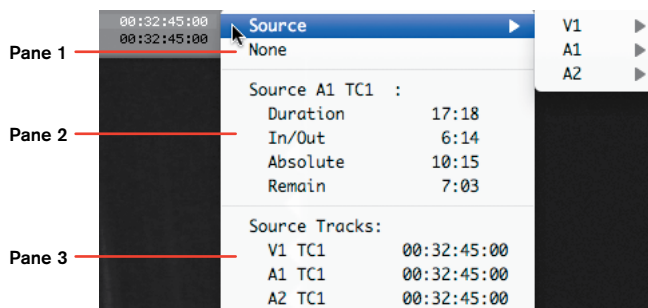 00:32:45:00
00:32:45:00
Pane 1
Source
None
V1
A1
A2
Pane 2
Source A1 TC1 :
Duration 17:18
In/Out 6:14
Absolute 10:15
Remain 7:03
Pane 3
Source Tracks:
V1 TC1 00:32:45:00
A1 TC1 00:32:45:00
A2 TC1 00:32:45:00